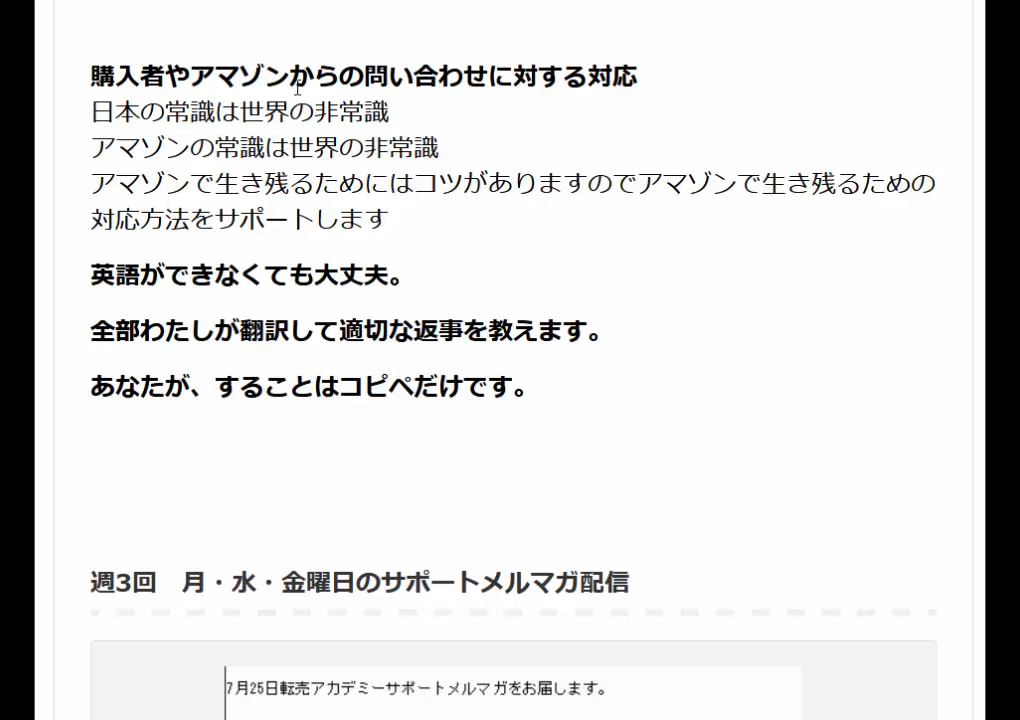 購入者やアマゾンからの問い合わせに対する対応
日本の常識は世界の非常識
アマゾンの常識は世界の非常識
アマゾンで生き残るためにはコツがありますのでアマゾンで生き残るための
対応方法をサポートします
英語ができなくても大丈夫。
全部わたしが翻訳して適切な返事を教えます。
あなたが、することはコピペだけです。
週3回　月・水・金曜日のサポートメルマガ配信
7月25日転売アカデミーサポートメルマガをお届します。